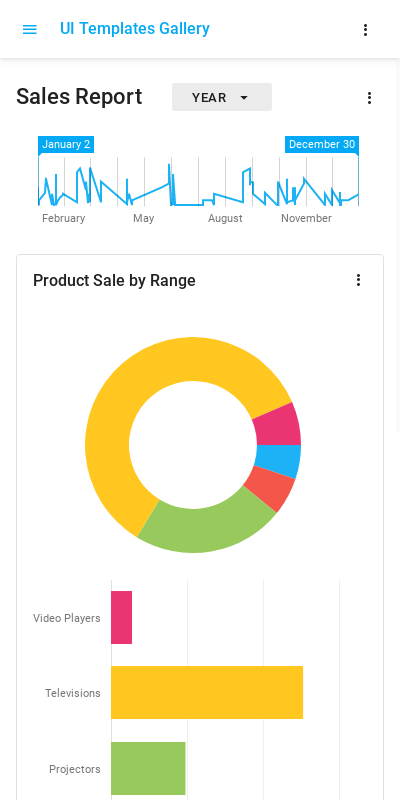 UI Templates Gallery
Sales Report
YEAR
January 2
December 30
February
May
August
November
Product Sale by Range
Video Players
Televisions
Projectors